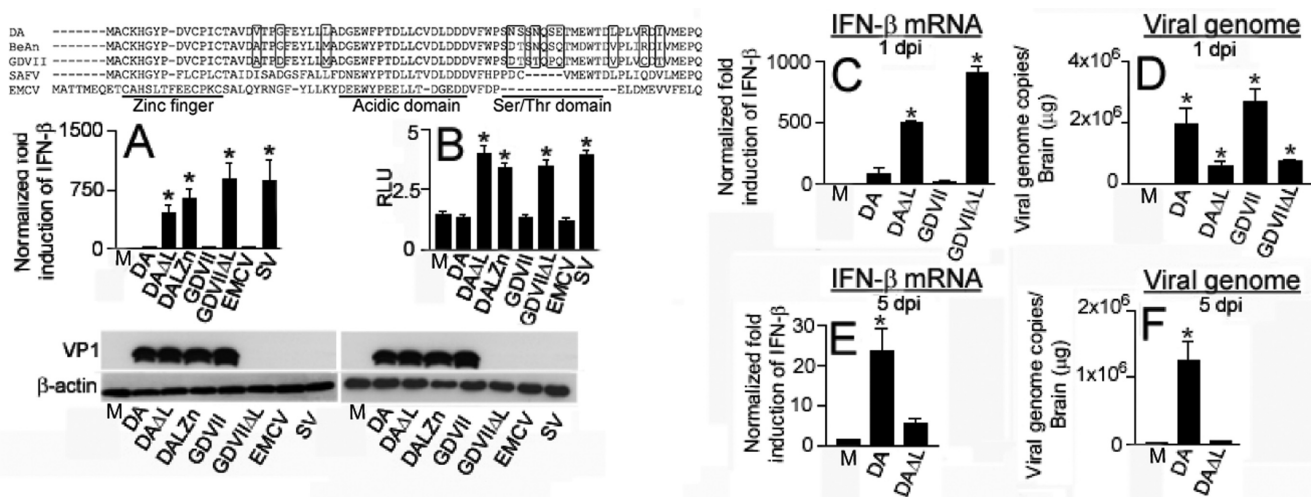 DA -------MACKHGYP-DVCPICTAVDVTPGFEYLLLADGEWFPTDLLCVDLDDDVFWPSNSSNQSETMEWTDLPLVRDIVMEPQ
BeAn -------MACKHGYP-DVCPICTAVDATPDFEYLLMADGEWFPTDLLCVDLDDDVFWPSDTSNQSQTMEWTDVPLICDIVMEPQ
GDVII -------MACKHGYP-DVCPICTAVDATPGFEYLLMADGEWFPTDLLCVDLDDDVFWPSDTSTQPQTMEWTDVPLVCDTVMEPQ
SAFV -------MACKHGYP-FLCPLCTAIDISADGSFALLFDNEWYPTDLLTVDLDDDVFHPPDC-----VMEWTDLPLIQDVLMEPQ
EMCV MATTMEQETCAHSLTFEECPKCSALQYRNGF-YLLKYDEEWYPEELLT-DGEDDVFDP-----------ELDMEVVFELQ
Zinc finger Acidic domain Ser/Thr domain
A
Normalized fold
induction of IFN-β
1500
750
0
* * * *
M DA DAΔL DALZn GDVII GDVIIΔL EMCV SV
B
RLU
5
2.5
0
* * * *
M DA DAΔL DALZn GDVII GDVIIΔL EMCV SV
VP1
β-actin
M DA DAΔL DALZn GDVII GDVIIΔL EMCV SV
M DA DAΔL DALZn GDVII GDVIIΔL EMCV SV
IFN-β mRNA
1 dpi
C
Normalized fold
induction of IFN-β
1000
500
0
* *
M DA DAΔL GDVII GDVIIΔL
Viral genome
1 dpi
D
Viral genome copies/
Brain (µg)
4x10⁶
2x10⁶
0
* * * *
M DA DAΔL GDVII GDVIIΔL
IFN-β mRNA
5 dpi
E
Normalized fold
induction of IFN-β
30
20
10
0
*
M DA DAΔL
Viral genome
5 dpi
F
Viral genome copies/
Brain (µg)
2x10⁶
1x10⁶
0
*
M DA DAΔL